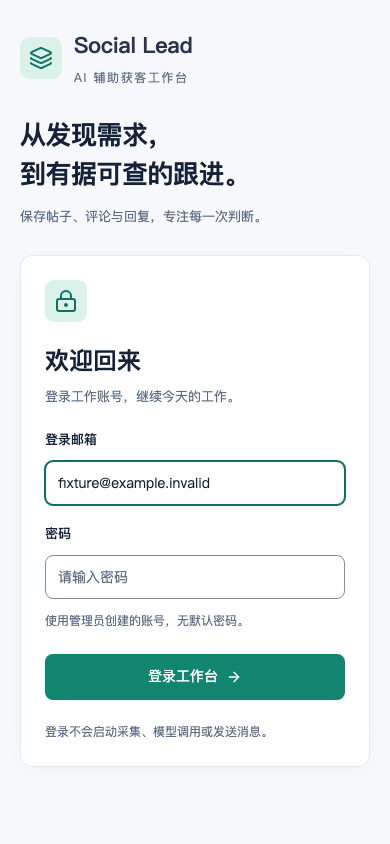 Social Lead
AI 辅助获客工作台
从发现需求，
到有据可查的跟进。
保存帖子、评论与回复，专注每一次判断。
欢迎回来
登录工作账号，继续今天的工作。
登录邮箱
fixture@example.invalid
密码
请输入密码
使用管理员创建的账号，无默认密码。
登录工作台 →
登录不会启动采集、模型调用或发送消息。